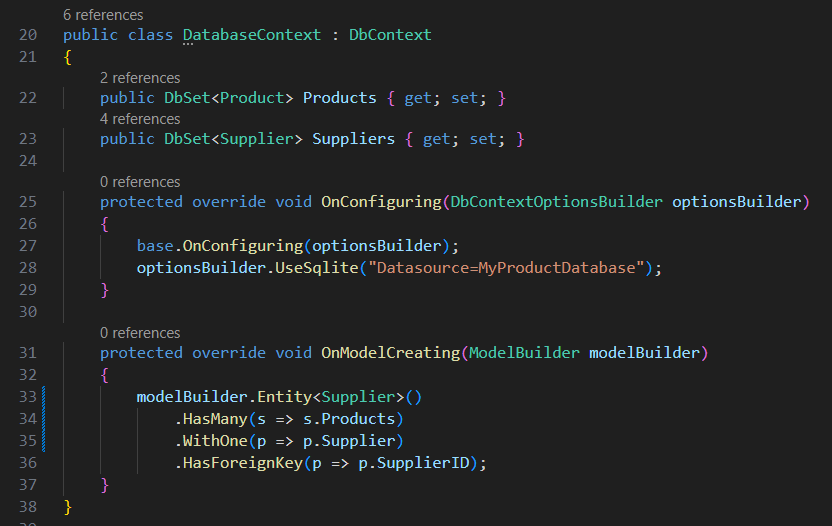 6 references
20 public class DatabaseContext : DbContext
21 {
2 references
22 public DbSet<Product> Products { get; set; }
4 references
23 public DbSet<Supplier> Suppliers { get; set; }
24
0 references
25 protected override void OnConfiguring(DbContextOptionsBuilder optionsBuilder)
26 {
27 base.OnConfiguring(optionsBuilder);
28 optionsBuilder.UseSqlite("Datasource=MyProductDatabase");
29 }
30
0 references
31 protected override void OnModelCreating(ModelBuilder modelBuilder)
32 {
33 modelBuilder.Entity<Supplier>()
34 .HasMany(s => s.Products)
35 .WithOne(p => p.Supplier)
36 .HasForeignKey(p => p.SupplierID);
37 }
38 }